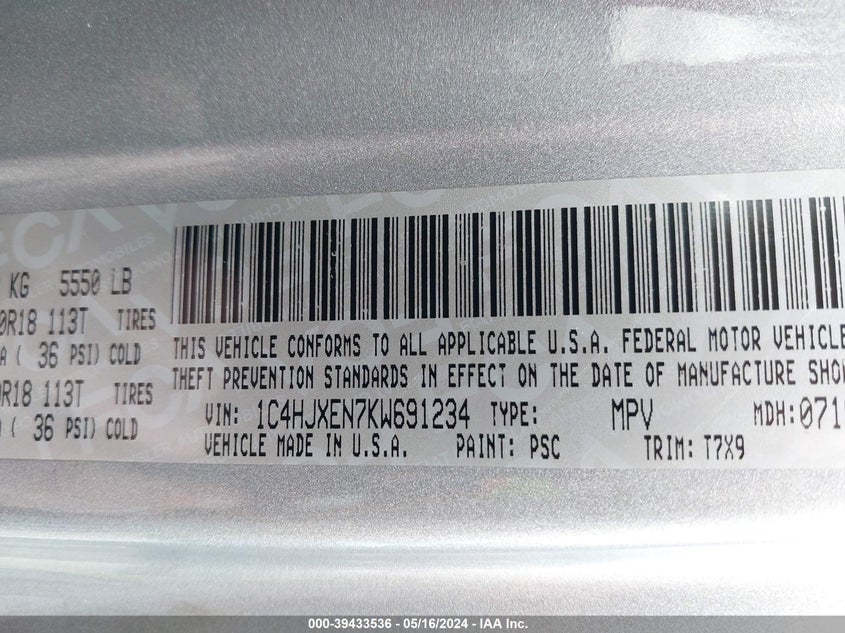 KG 5550 LB
0R18 113T TIRES
( 36 PSI) COLD
0R18 113T TIRES
( 36 PSI) COLD
THIS VEHICLE CONFORMS TO ALL APPLICABLE U.S.A. FEDERAL MOTOR VEHICLE
THEFT PREVENTION STANDARDS IN EFFECT ON THE DATE OF MANUFACTURE SHO
VIN: 1C4HJXEN7KW691234 TYPE: MPV MDH: 071
VEHICLE MADE IN U.S.A. PAINT: PSC TRIM: T7X9
000-39433536 - 05/16/2024 - IAA Inc.